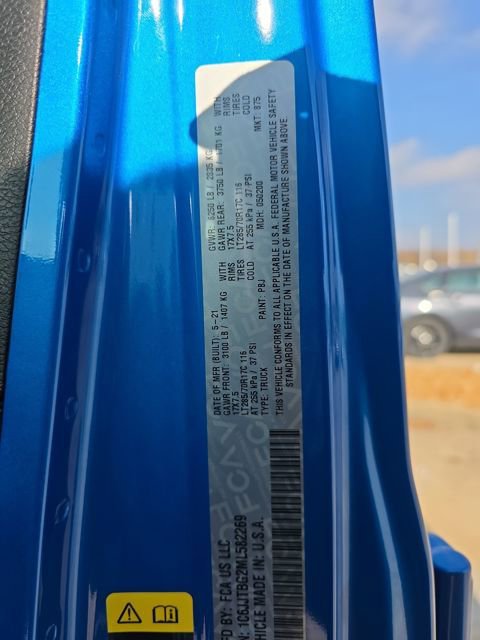 MFD BY: FCA US LLC
DATE OF MFR (BUILT): 5-21
GVWR: 6250 LB / 2835 KG
GAWR FRONT: 3100 LB / 1407 KG WITH
GAWR REAR: 3750 LB / 1701 KG WITH
17X7.5 RIMS
17X7.5 RIMS
LT285/70R17C 116 TIRES
LT285/70R17C 116 TIRES
AT 255 kPa / 37 PSI COLD
AT 255 kPa / 37 PSI COLD
TYPE: TRUCK
PAINT: PBJ
MDH: 050200
MKT: 875
THIS VEHICLE CONFORMS TO ALL APPLICABLE U.S.A. FEDERAL MOTOR VEHICLE SAFETY
STANDARDS IN EFFECT ON THE DATE OF MANUFACTURE SHOWN ABOVE.
N: 1C6JJTBG2ML582269
MADE IN U.S.A.